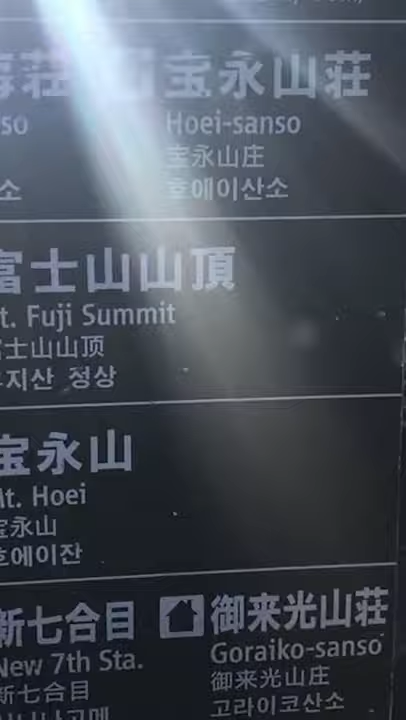 荘 宝永山荘
so Hoei-sanso
宝永山庄
소 호에이산소
富士山山頂
t. Fuji Summit
富士山山顶
지산 정상
宝永山
Mt. Hoei
宝永山
호에이잔
新七合目 御来光山荘
New 7th Sta. Goraiko-sanso
新七合目 御来光山庄
고라이코산소